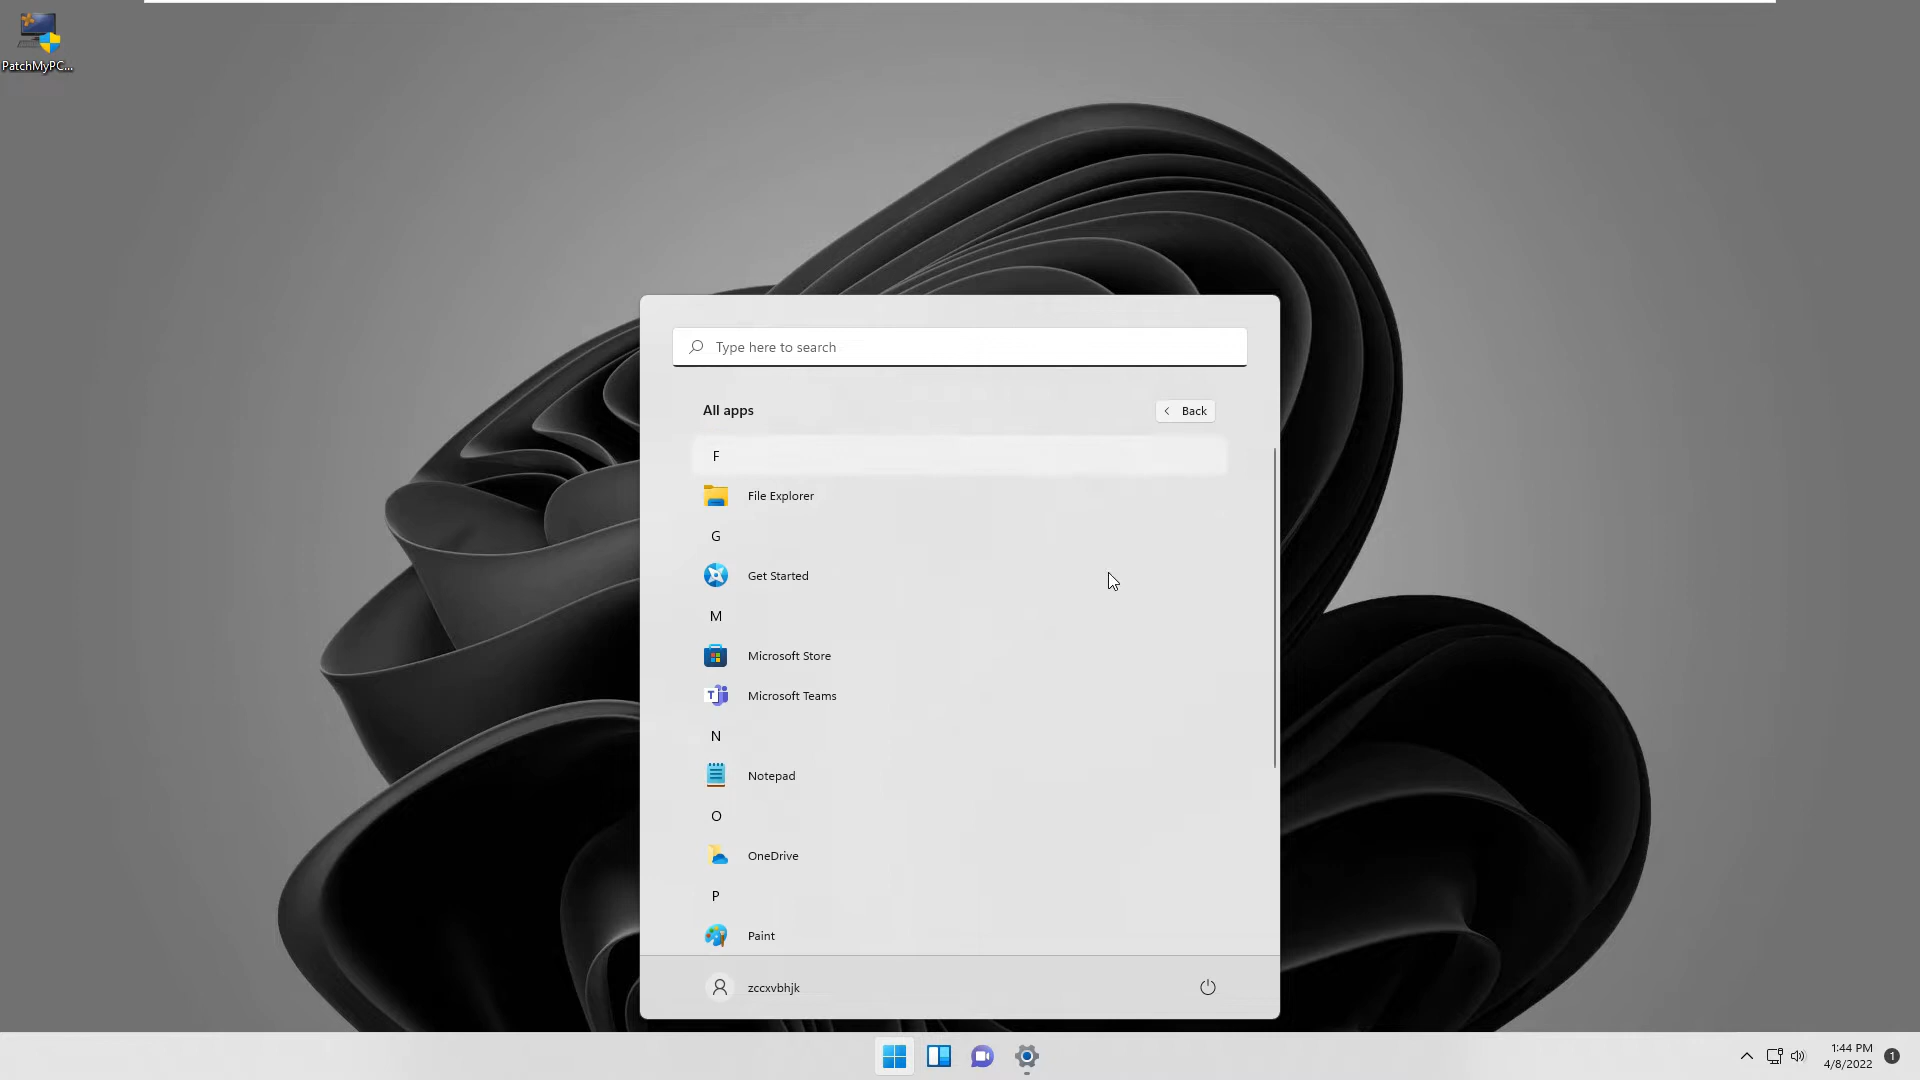 PatchMyPC...
Type here to search
All apps
Back
F
File Explorer
G
Get Started
M
Microsoft Store
Microsoft Teams
N
Notepad
O
OneDrive
P
Paint
zccxvbhjk
1:44 PM
4/8/2022
1